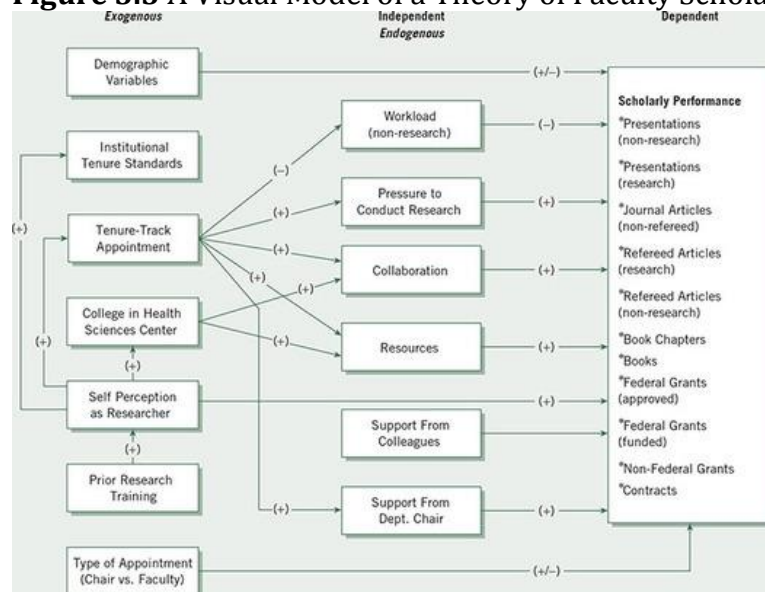 Figure 3.3 A Visual Model of a Theory of Faculty Schola
Exogenous
Independent
Endogenous
Dependent
Demographic
Variables
(+/–)
Institutional
Tenure Standards
Workload
(non-research)
(–)
(–)
Tenure-Track
Appointment
(+)
Pressure to
Conduct Research
(+)
(+)
(+)
Collaboration
(+)
(+)
(+)
College in Health
Sciences Center
(+)
Resources
(+)
(+)
(+)
Self Perception
as Researcher
(+)
Support From
Colleagues
(+)
Prior Research
Training
(+)
Support From
Dept. Chair
(+)
Type of Appointment
(Chair vs. Faculty)
(+/–)
Scholarly Performance
*Presentations
(non-research)
*Presentations
(research)
*Journal Articles
(non-refereed)
*Refereed Articles
(research)
*Refereed Articles
(non-research)
*Book Chapters
*Books
*Federal Grants
(approved)
*Federal Grants
(funded)
*Non-Federal Grants
*Contracts